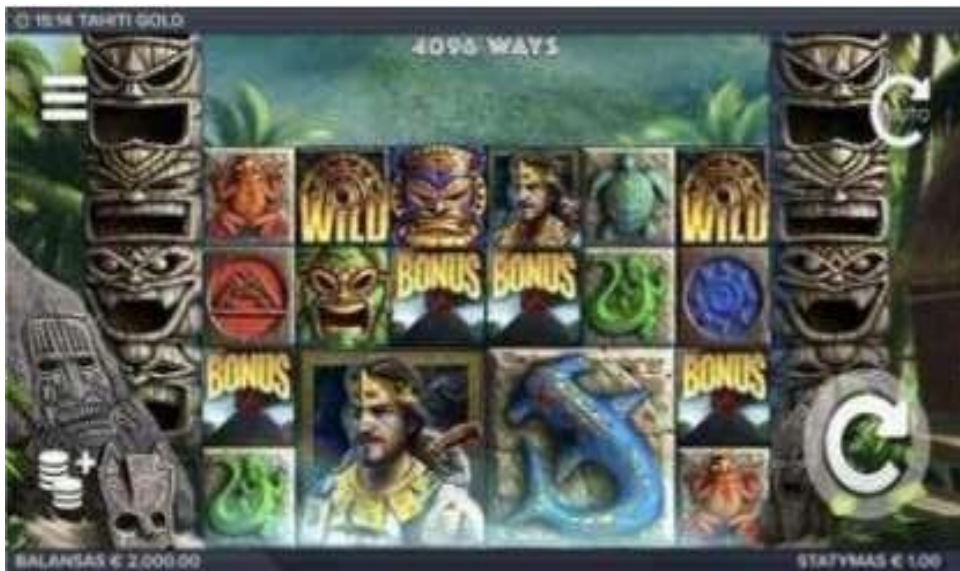 15:14 TAHITI GOLD
4096 WAYS
AUTO
WILD
WILD
BONUS BONUS
BONUS
BONUS
BALANSAS € 2,000.00
STATYMAS € 1.00